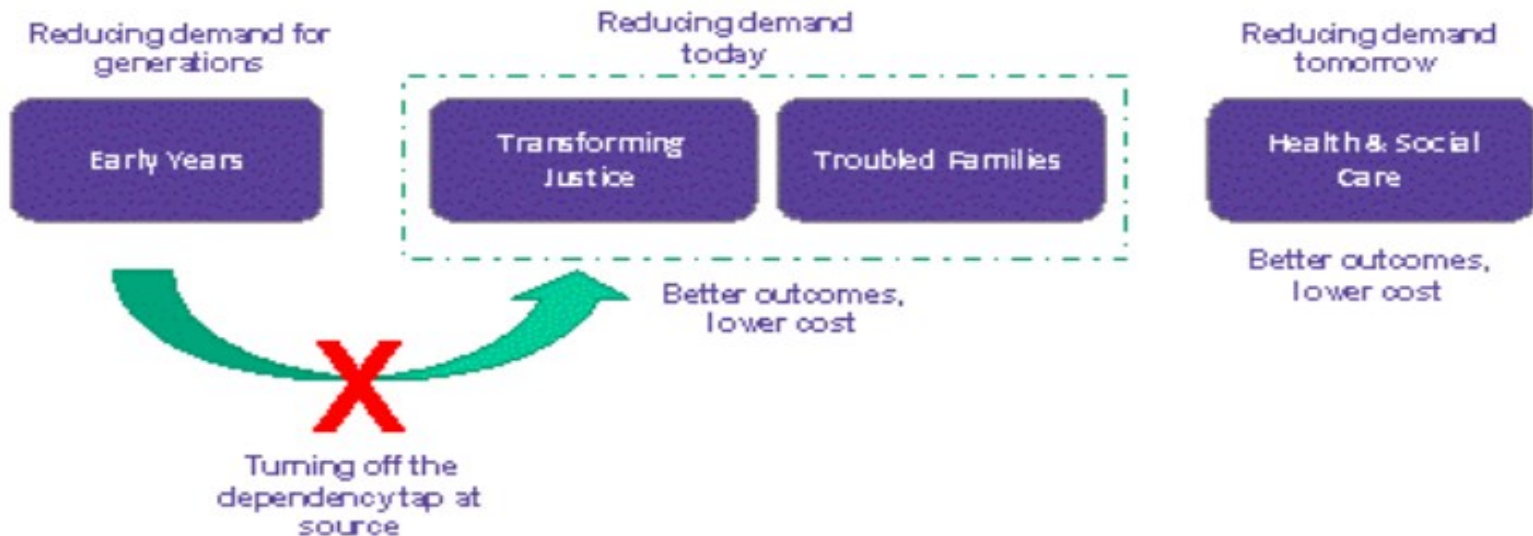 Reducing demand for
generations
Early Years
Reducing demand
today
Transforming
Justice
Troubled Families
Better outcomes,
lower cost
Reducing demand
tomorrow
Health & Social
Care
Better outcomes,
lower cost
X
Turning off the
dependency tap at
source